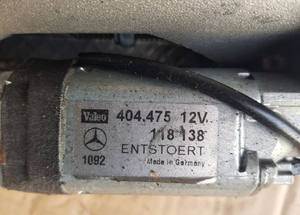 Valeo 404.475 12V
118 138
ENTSTOERT
1092 Made in Germany